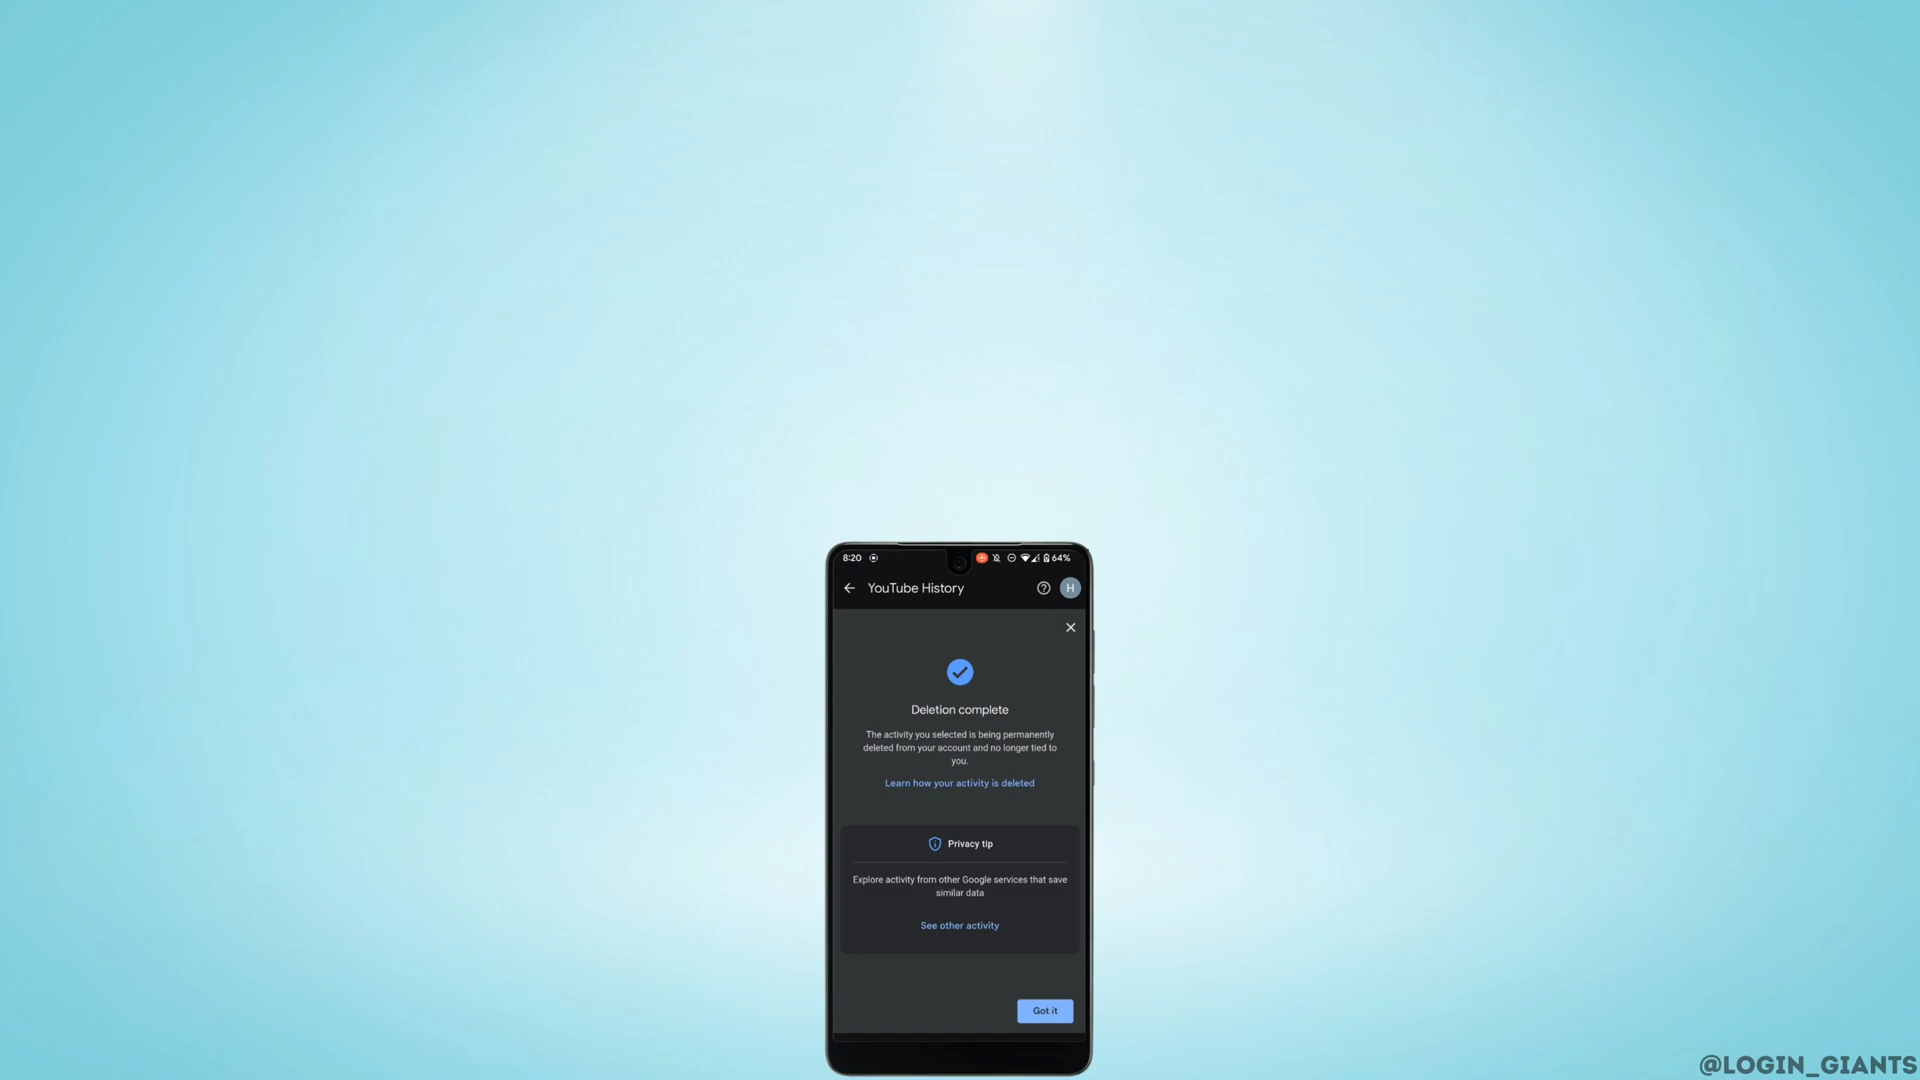 8:20
64%
YouTube History
H
Deletion complete
The activity you selected is being permanently
deleted from your account and no longer tied to
you.
Learn how your activity is deleted
Privacy tip
Explore activity from other Google services that save
similar data
See other activity
Got it
@LOGIN_GIANTS